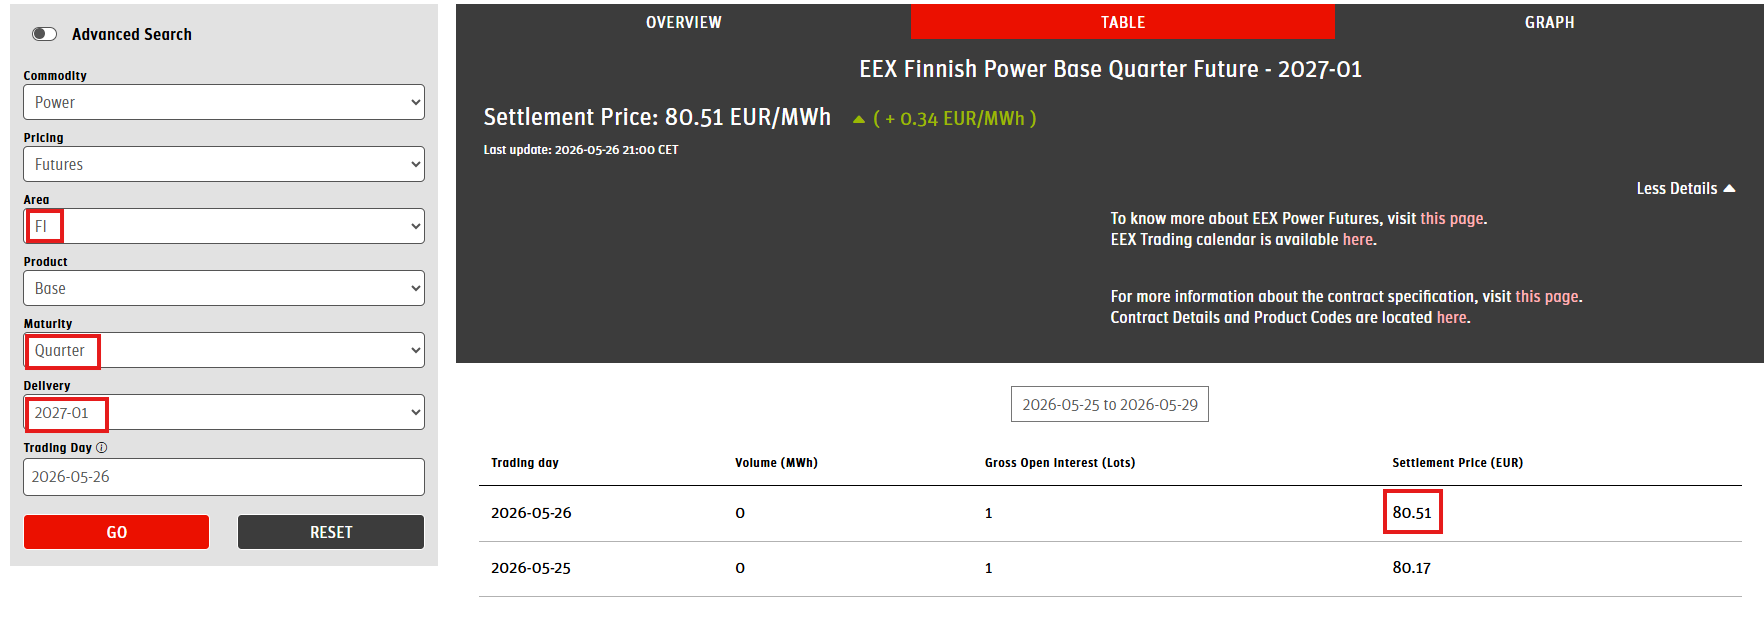 Advanced Search
Commodity
Power
Pricing
Futures
Area
FI
Product
Base
Maturity
Quarter
Delivery
2027-01
Trading Day ⓘ
2026-05-26
GO RESET
OVERVIEW TABLE GRAPH
EEX Finnish Power Base Quarter Future - 2027-01
Settlement Price: 80.51 EUR/MWh ▲ ( + 0.34 EUR/MWh )
Last update: 2026-05-26 21:00 CET
Less Details ▲
To know more about EEX Power Futures, visit this page.
EEX Trading calendar is available here.
For more information about the contract specification, visit this page.
Contract Details and Product Codes are located here.
2026-05-25 to 2026-05-29
Trading day Volume (MWh) Gross Open Interest (Lots) Settlement Price (EUR)
2026-05-26 0 1 80.51
2026-05-25 0 1 80.17